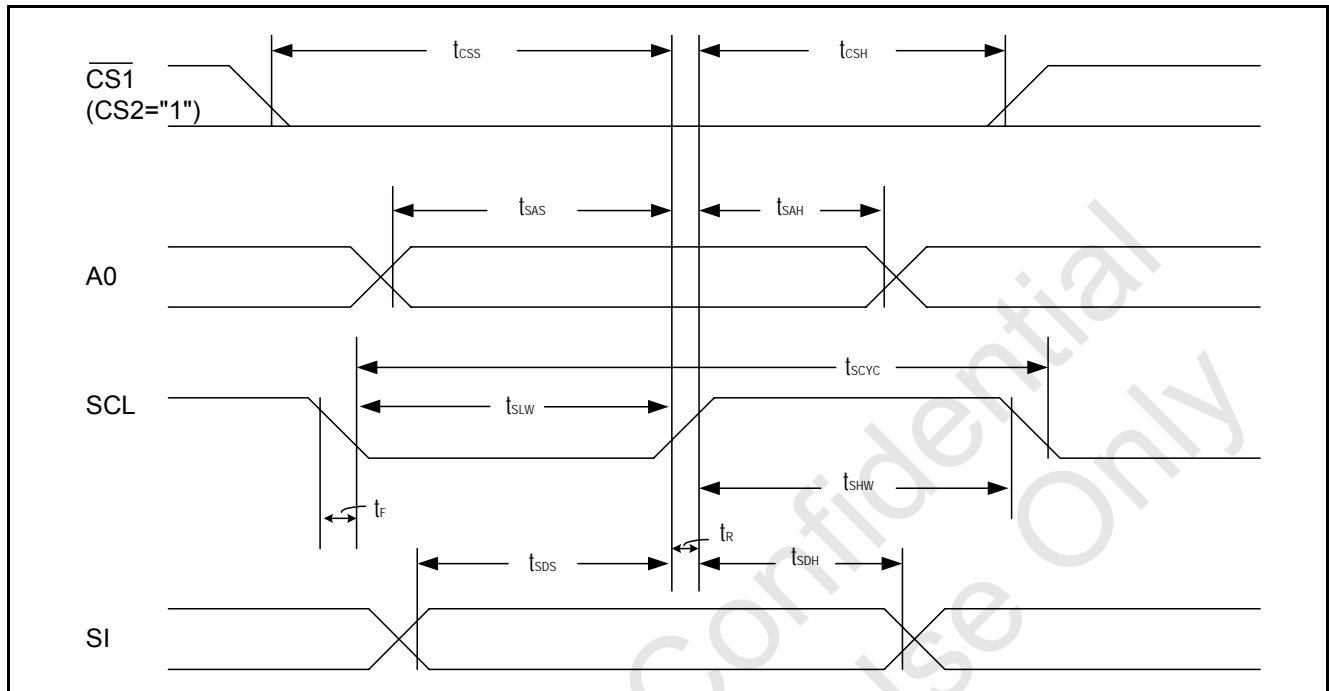 tCSS
tCSH
CS1
(CS2="1")
tSAS
tSAH
A0
tSCYC
SCL
tSLW
tSHW
tF
tR
tSDS
tSDH
SI
Confidential
Use Only